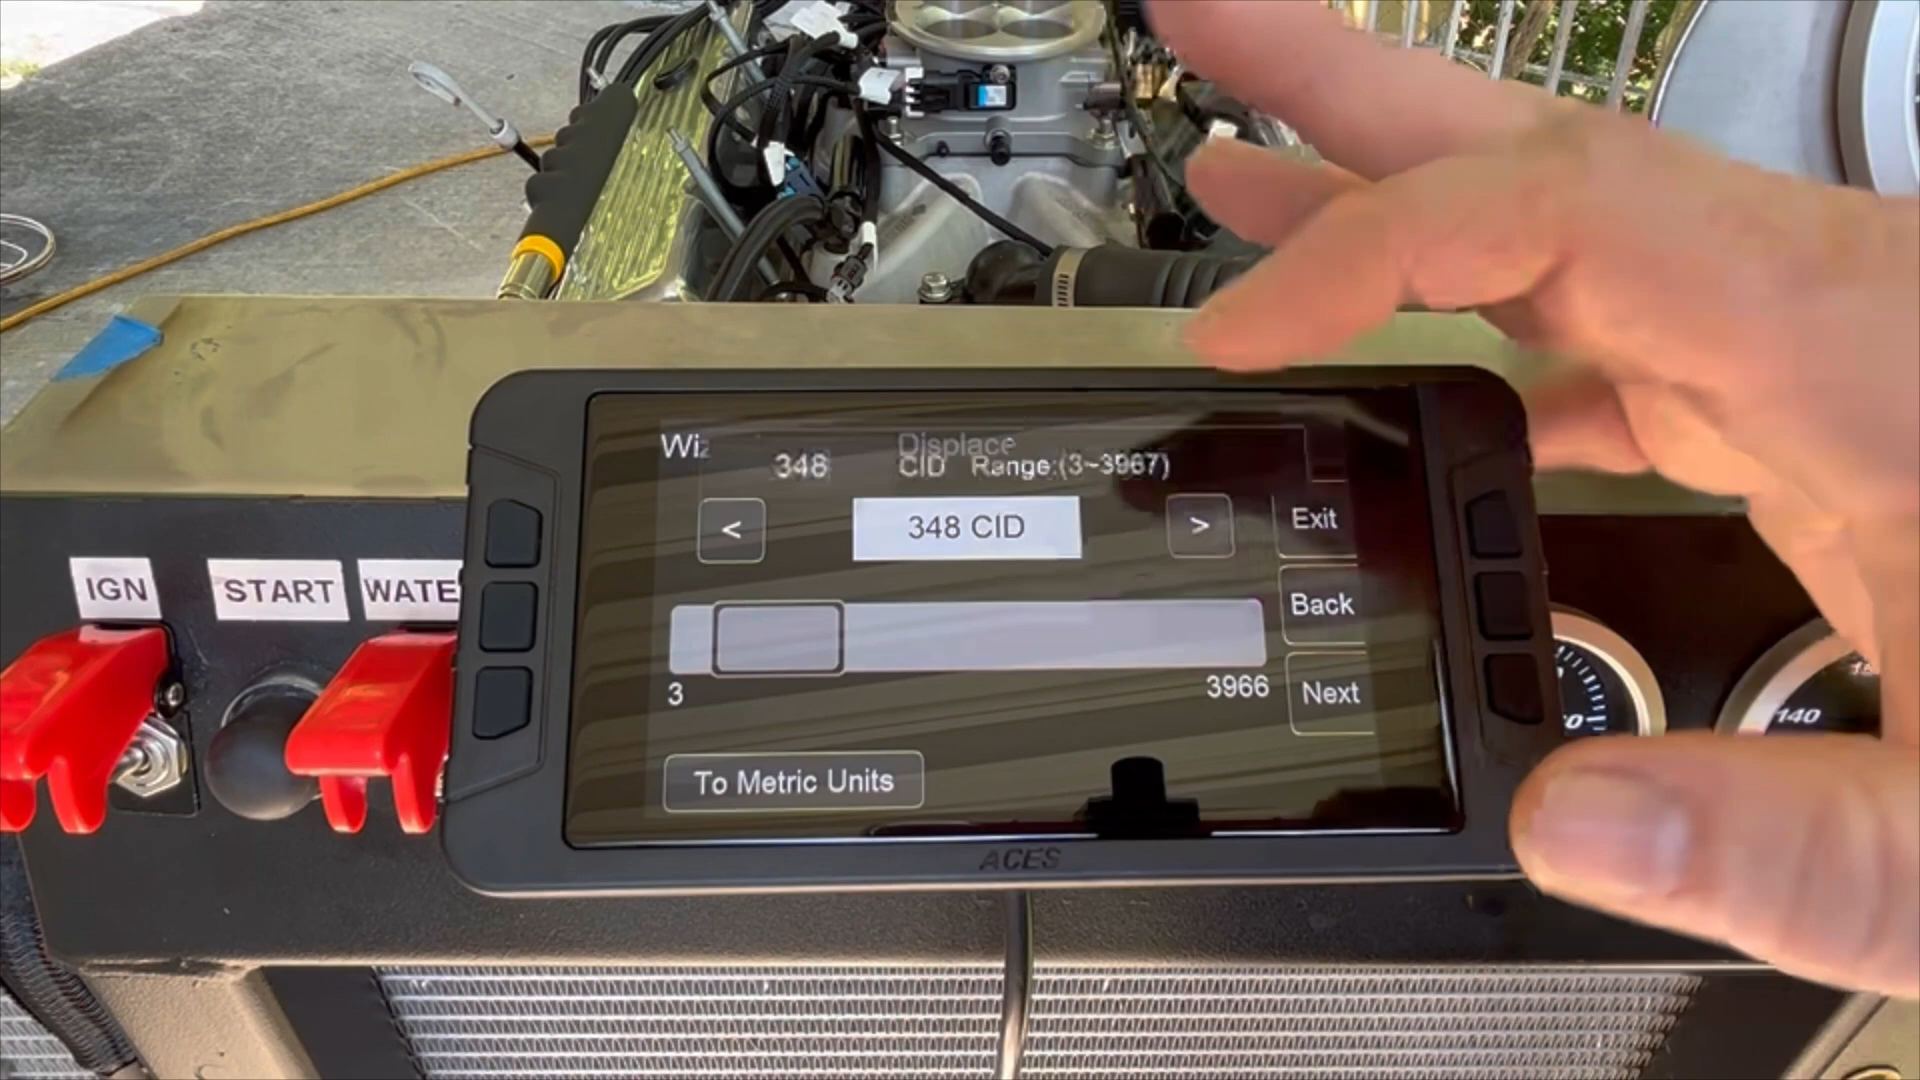 Wiz
Displace
348 CID Range:(3~3967)
< 348 CID >
Exit
Back
3 3966
Next
To Metric Units
ACES
IGN
START
WATE
140